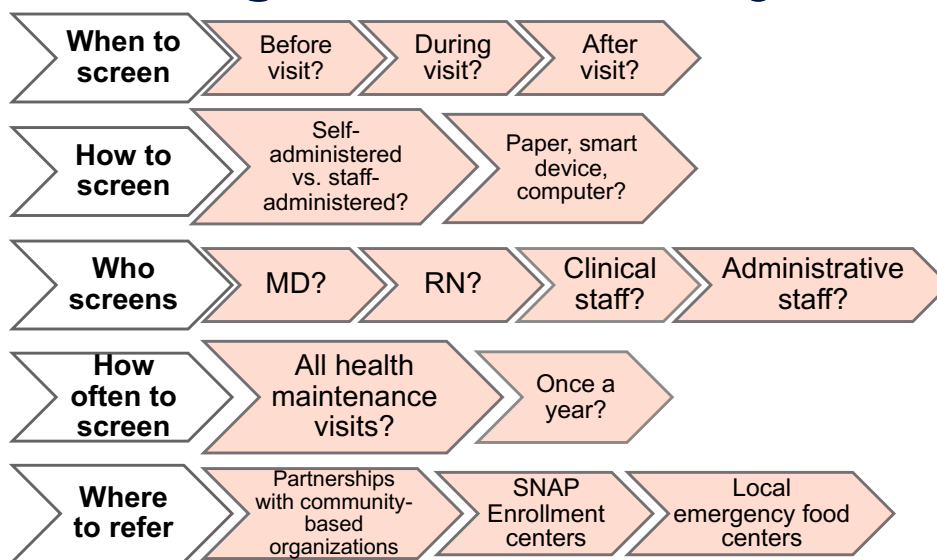 When to
screen
Before
visit?
During
visit?
After
visit?
How to
screen
Self-
administered
vs. staff-
administered?
Paper, smart
device,
computer?
Who
screens
MD?
RN?
Clinical
staff?
Administrative
staff?
How
often to
screen
All health
maintenance
visits?
Once a
year?
Where
to refer
Partnerships
with community-
based
organizations
SNAP
Enrollment
centers
Local
emergency food
centers